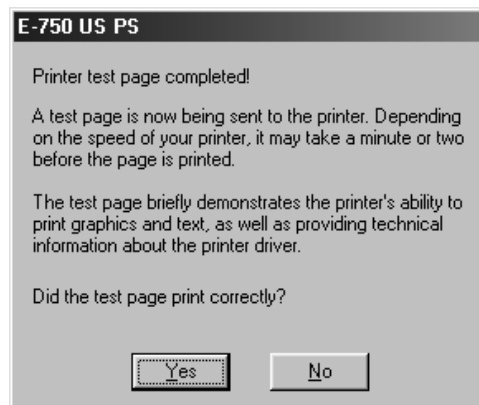 E-750 US PS
Printer test page completed!
A test page is now being sent to the printer. Depending
on the speed of your printer, it may take a minute or two
before the page is printed.
The test page briefly demonstrates the printer's ability to
print graphics and text, as well as providing technical
information about the printer driver.
Did the test page print correctly?
Yes No